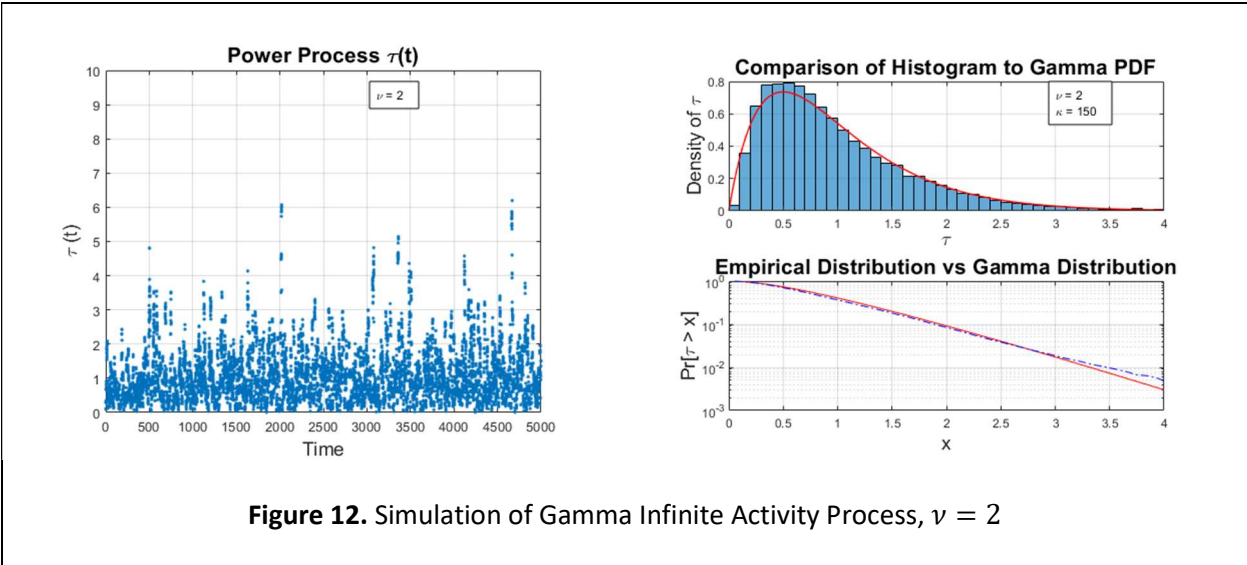 Power Process τ(t)
ν = 2
10
9
8
7
6
5
4
3
2
1
0
τ (t)
0 500 1000 1500 2000 2500 3000 3500 4000 4500 5000
Time
Comparison of Histogram to Gamma PDF
ν = 2
κ = 150
0.8
0.6
0.4
0.2
0
Density of τ
0 0.5 1 1.5 2 2.5 3 3.5 4
τ
Empirical Distribution vs Gamma Distribution
10^0
10^-1
10^-2
10^-3
Pr[τ > x]
0 0.5 1 1.5 2 2.5 3 3.5 4
x
Figure 12. Simulation of Gamma Infinite Activity Process, ν = 2